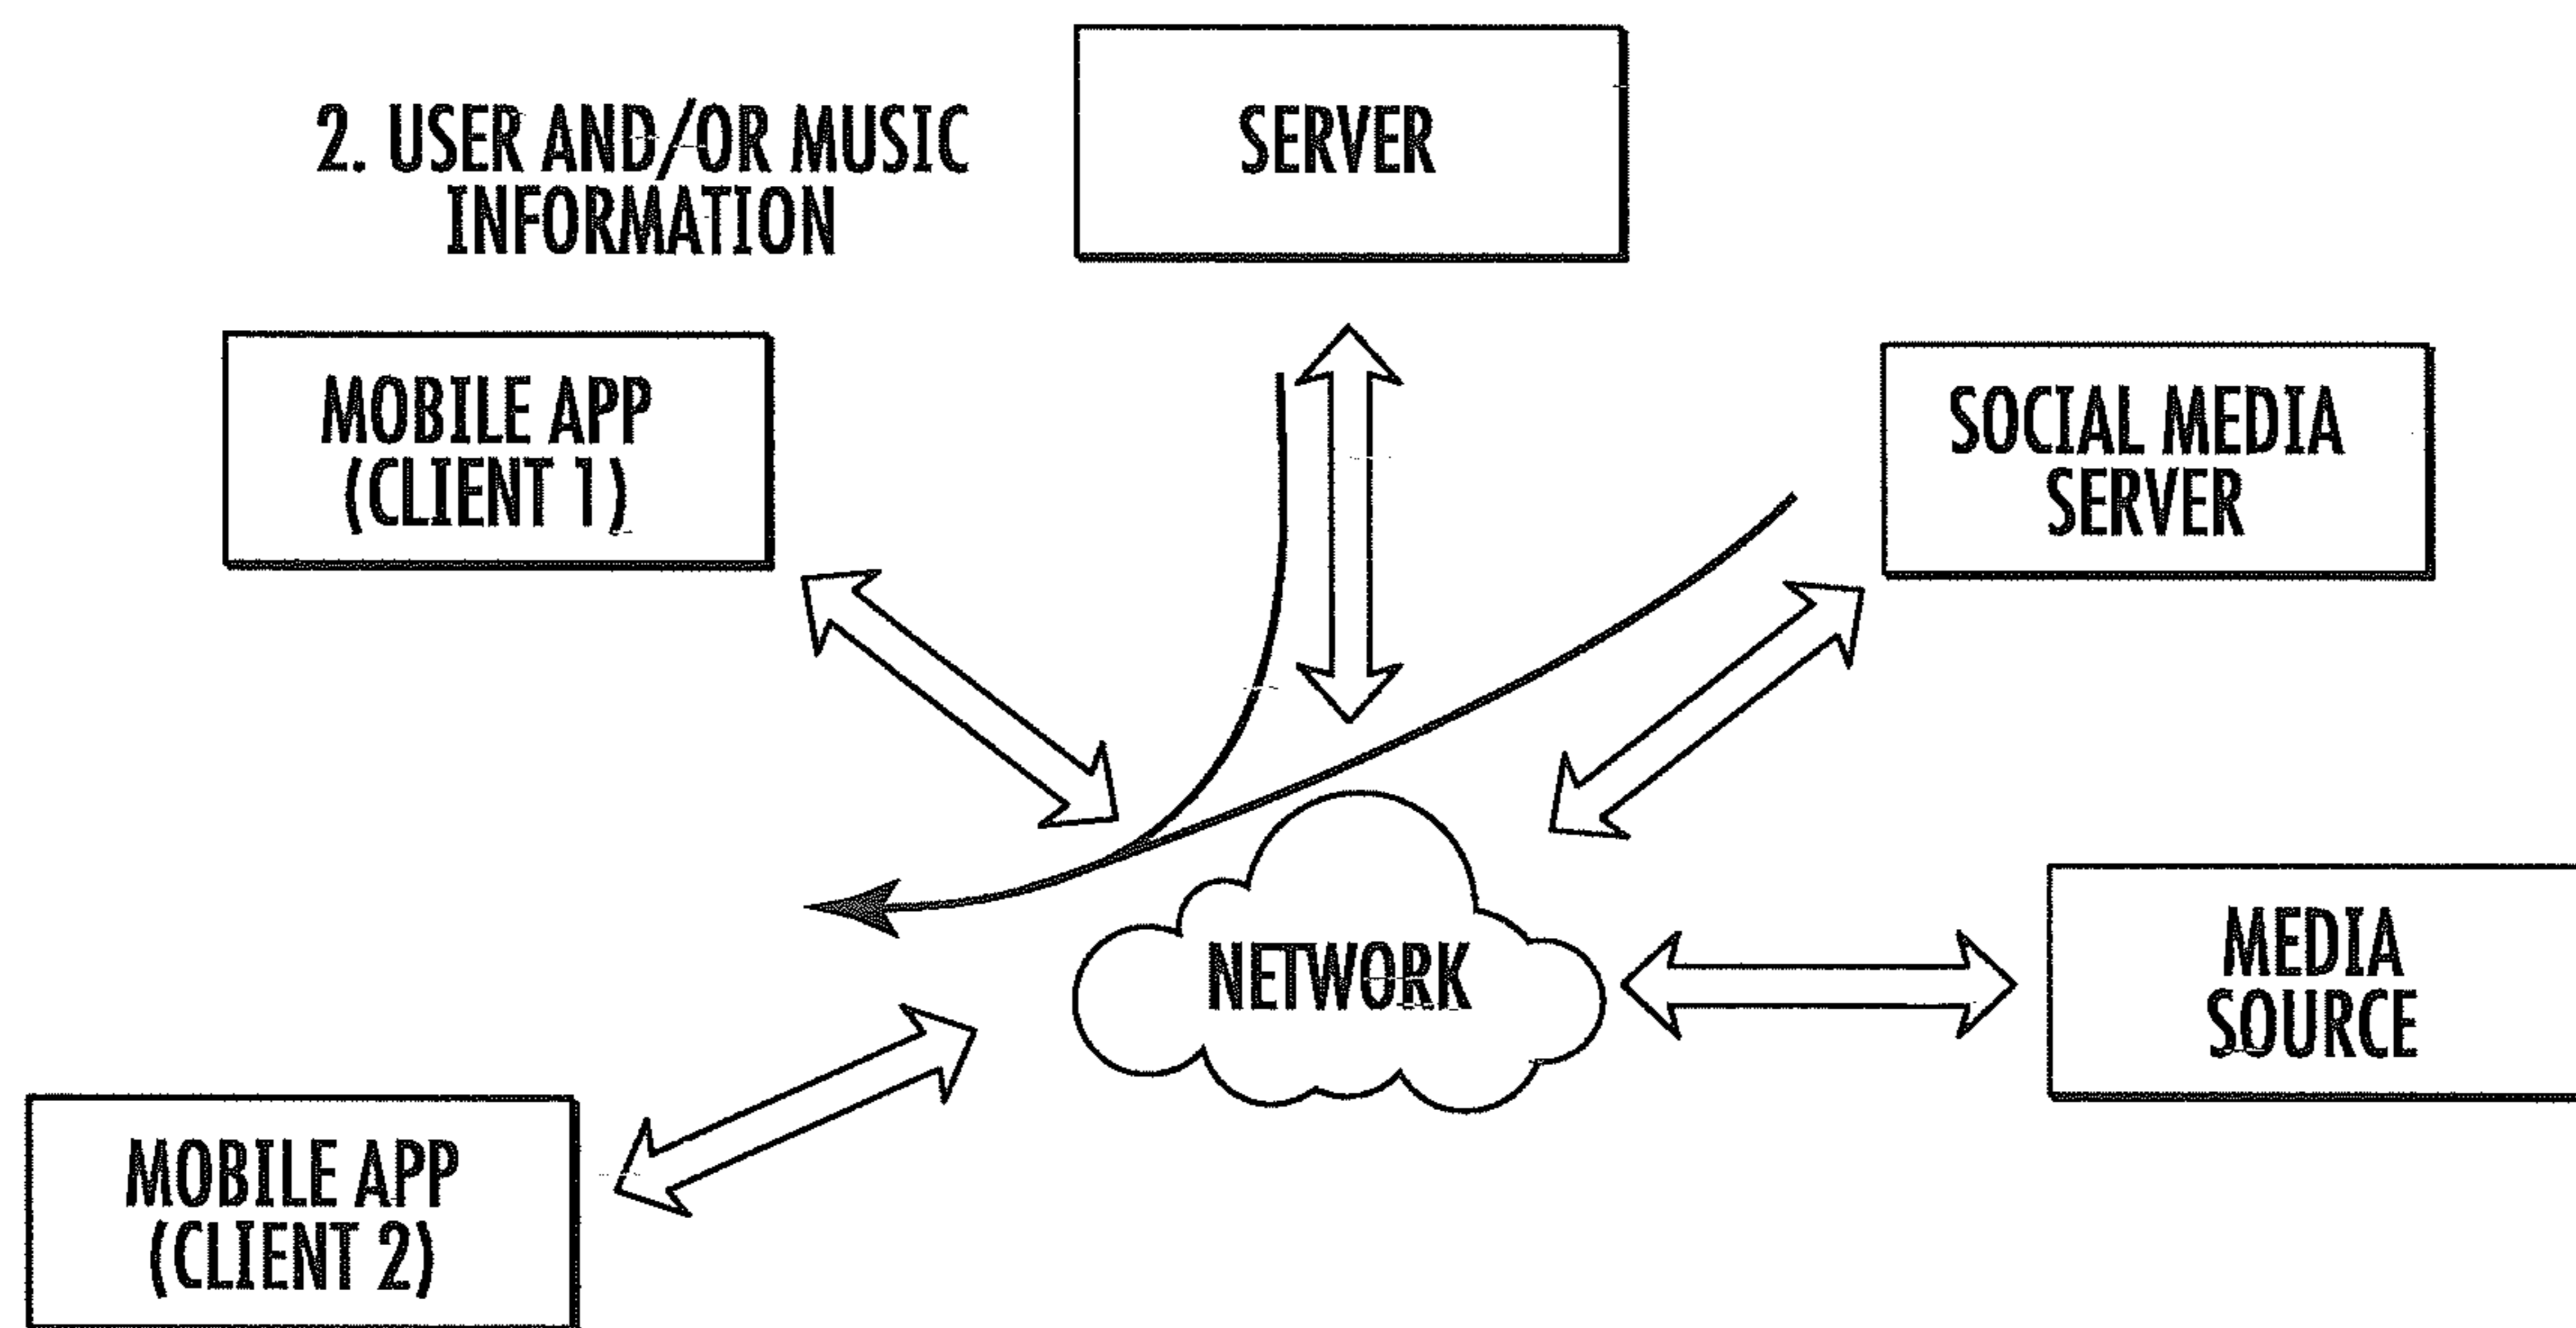 2. USER AND/OR MUSIC
INFORMATION
SERVER
MOBILE APP
(CLIENT 1)
SOCIAL MEDIA
SERVER
NETWORK
MEDIA
SOURCE
MOBILE APP
(CLIENT 2)